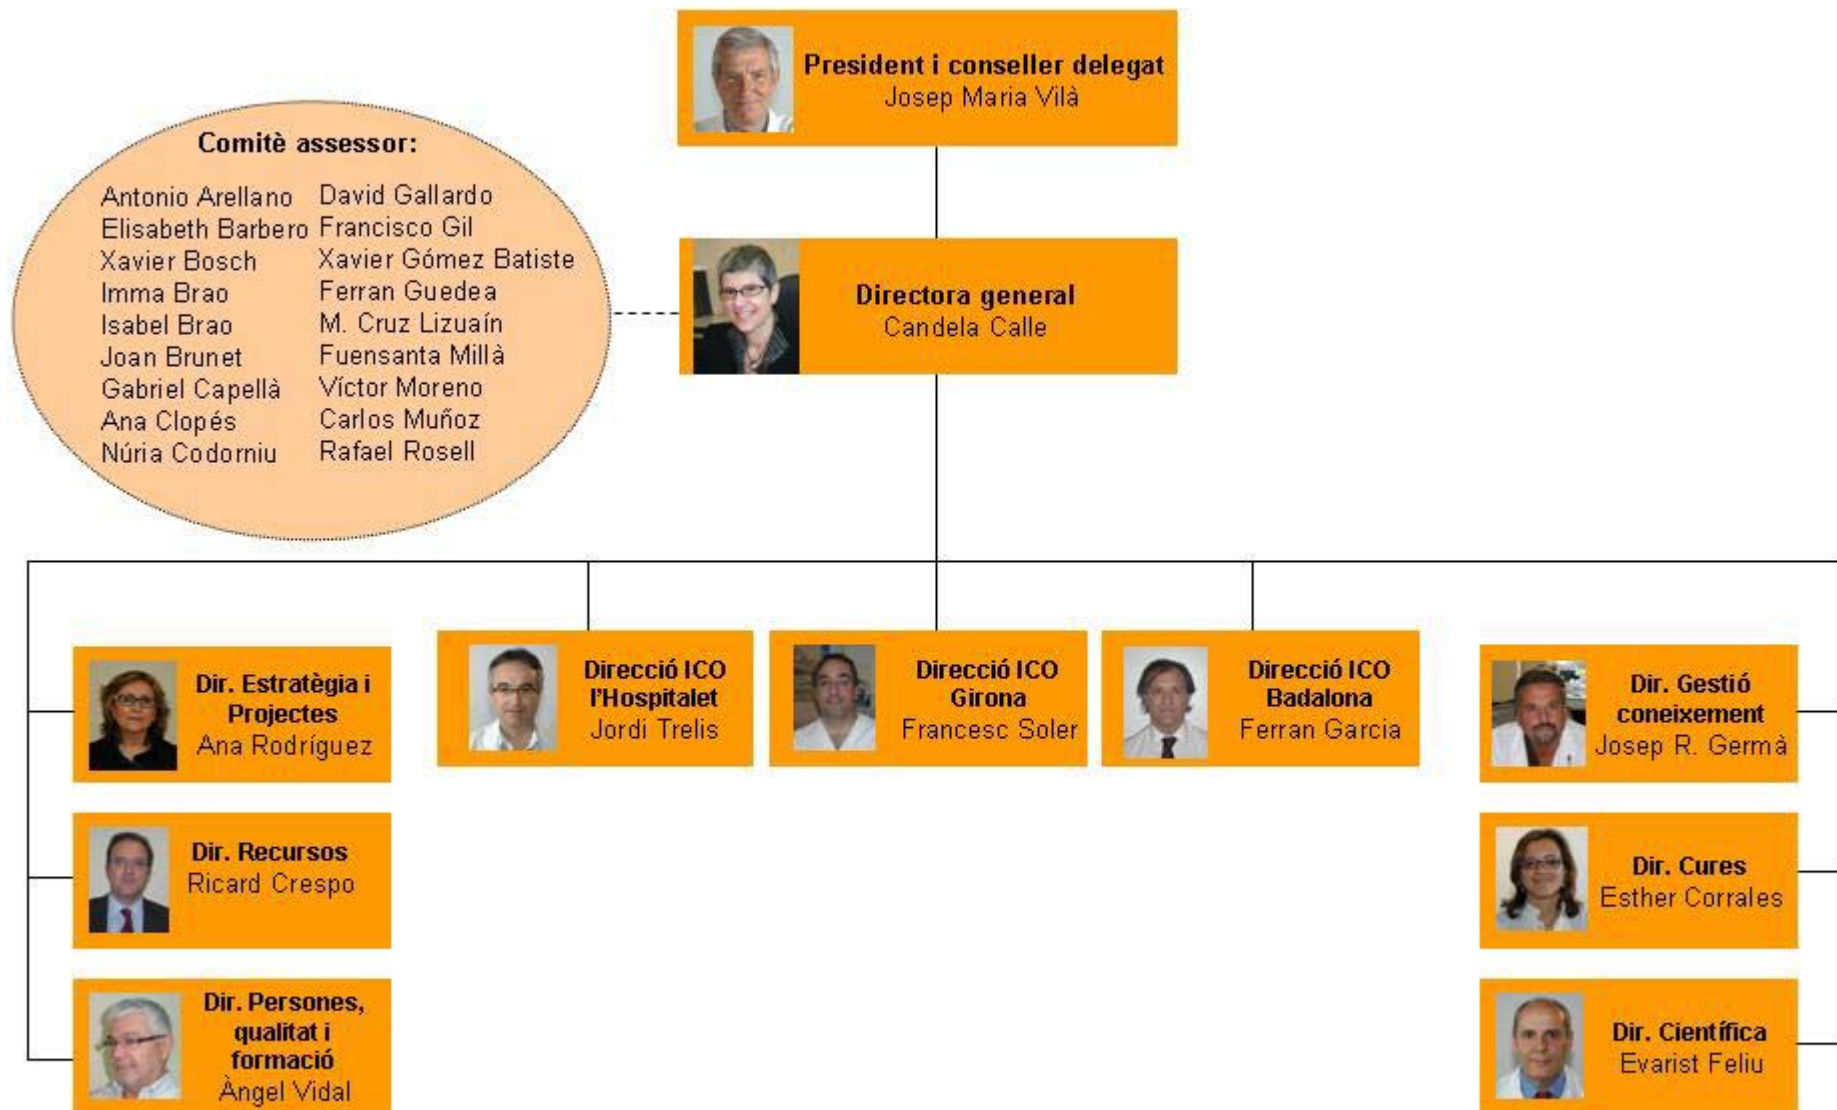 President i conseller delegat
Josep Maria Vilà
Comitè assessor:
Antonio Arellano
Elisabeth Barbero
Xavier Bosch
Imma Brao
Isabel Brao
Joan Brunet
Gabriel Capellà
Ana Clopés
Núria Codorniu
David Gallardo
Francisco Gil
Xavier Gómez Batiste
Ferran Guedea
M. Cruz Lizuaín
Fuensanta Millà
Víctor Moreno
Carlos Muñoz
Rafael Rosell
Directora general
Candela Calle
Dir. Estratègia i
Projectes
Ana Rodríguez
Dir. Recursos
Ricard Crespo
Dir. Persones,
qualitat i
formació
Àngel Vidal
Direcció ICO
l'Hospitalet
Jordi Trelis
Direcció ICO
Girona
Francesc Soler
Direcció ICO
Badalona
Ferran Garcia
Dir. Gestió
coneixement
Josep R. Germà
Dir. Cures
Esther Corrales
Dir. Científica
Evarist Feliu